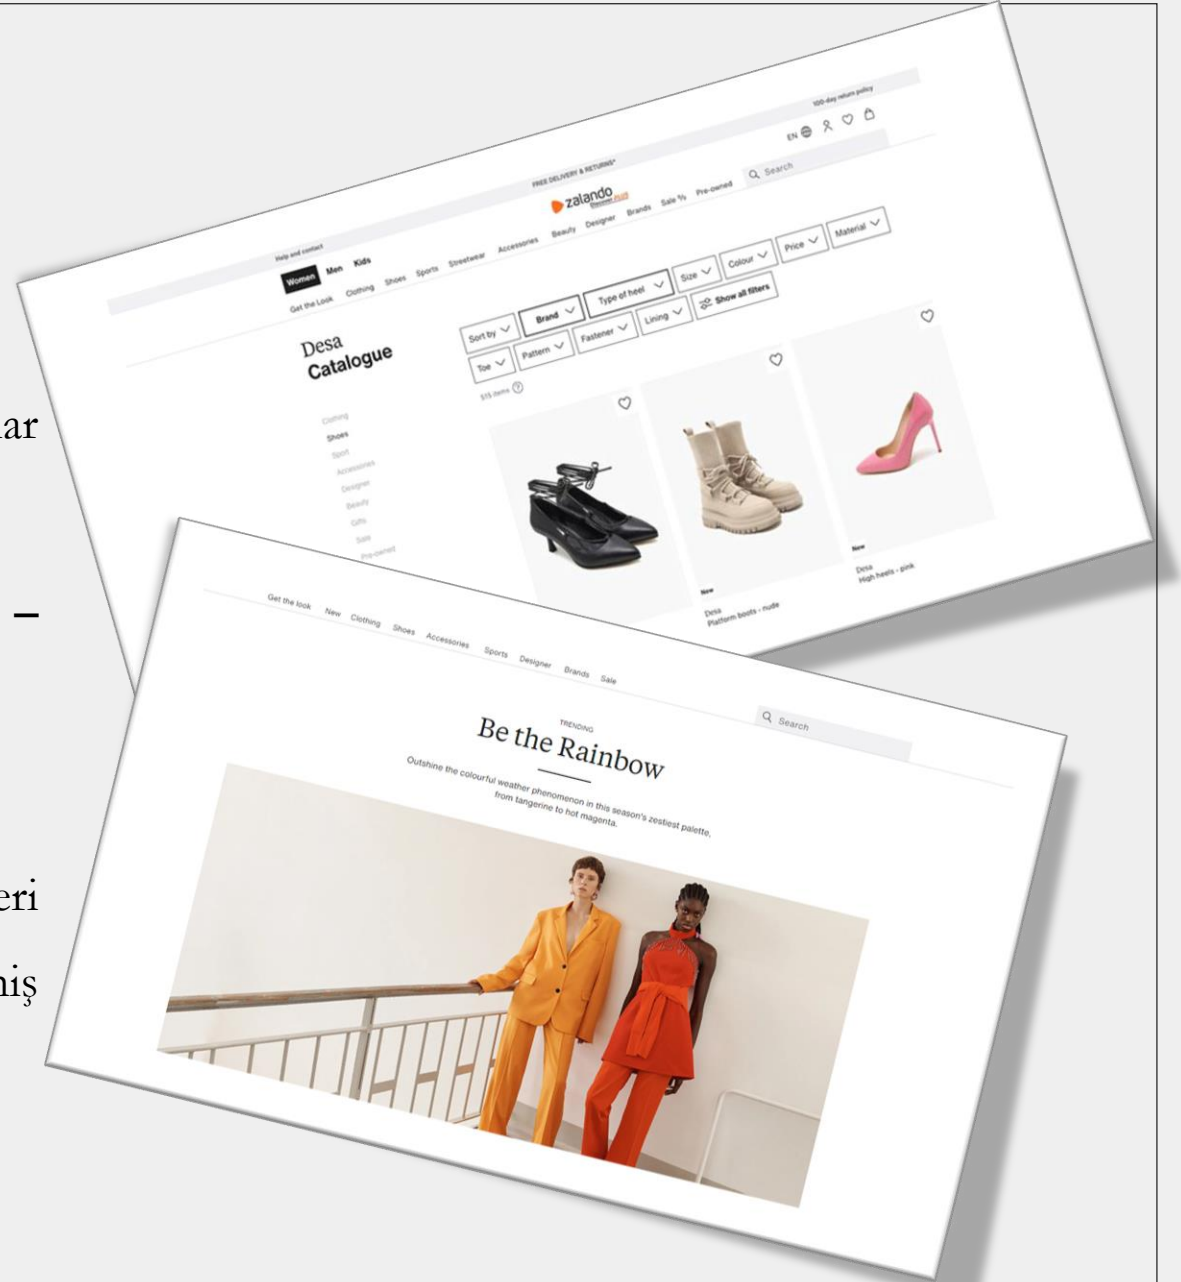 100-day return policy
FREE DELIVERY & RETURNS*
Help and contact
EN
zalando
Women Men Kids
Get the Look Clothing Shoes Sports Streetwear Accessories Beauty Designer Brands Sale % Pre-owned
Search
Desa
Catalogue
Sort by Brand Type of heel Size Colour Price Material
Toe Pattern Fastener Lining Show all filters
515 items
Clothing
Shoes
Sport
Accessories
Designer
Beauty
Gifts
Sale
Pre-owned
New
Desa
Platform boots - nude
New
Desa
High heels - pink
lar
–
eri
niş
Get the look New Clothing Shoes Accessories Sports Designer Brands Sale
Search
TRENDING
Be the Rainbow
Outshine the colourful weather phenomenon in this season's zestiest palette,
from tangerine to hot magenta.